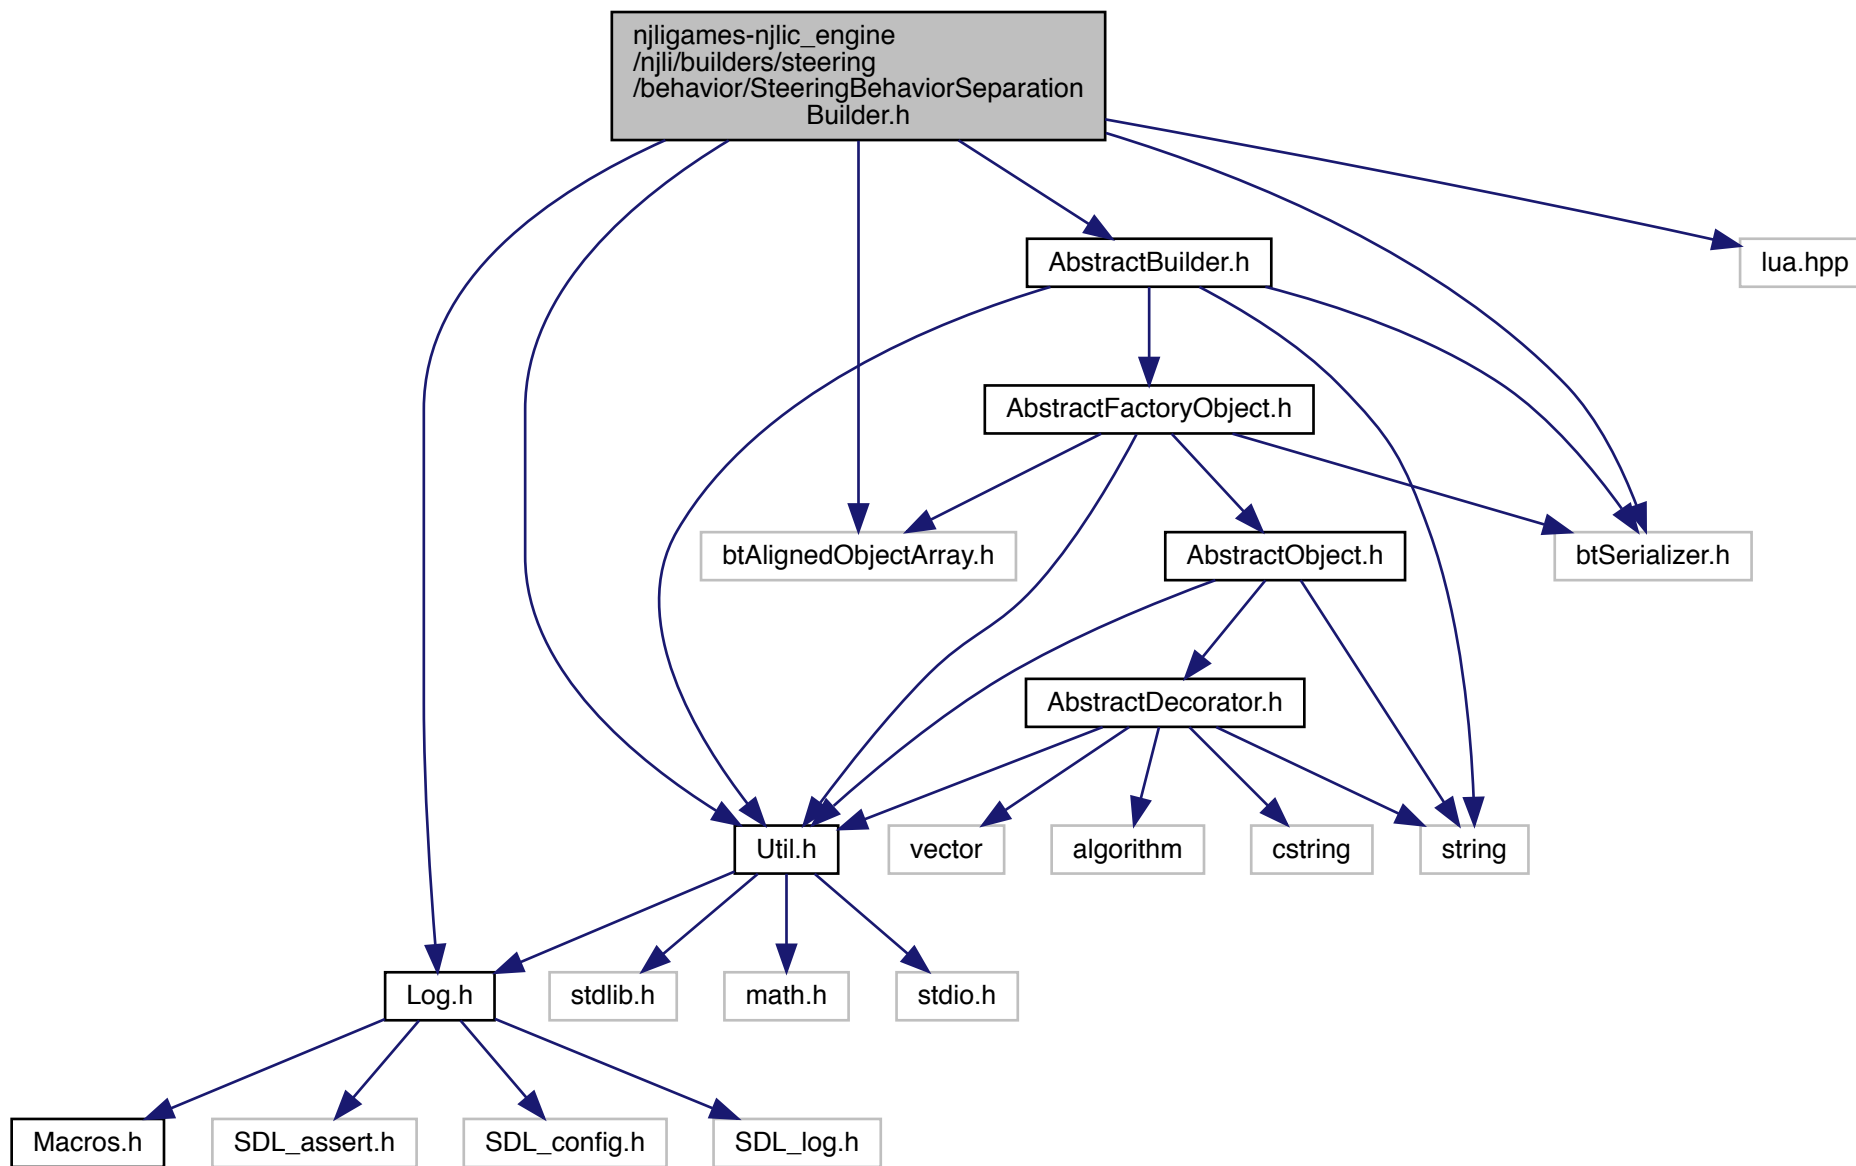 njligames-njlic_engine
/njli/builders/steering
/behavior/SteeringBehaviorSeparation
Builder.h
AbstractBuilder.h
lua.hpp
AbstractFactoryObject.h
btAlignedObjectArray.h
AbstractObject.h
btSerializer.h
AbstractDecorator.h
Util.h
vector
algorithm
cstring
string
Log.h
stdlib.h
math.h
stdio.h
Macros.h
SDL_assert.h
SDL_config.h
SDL_log.h